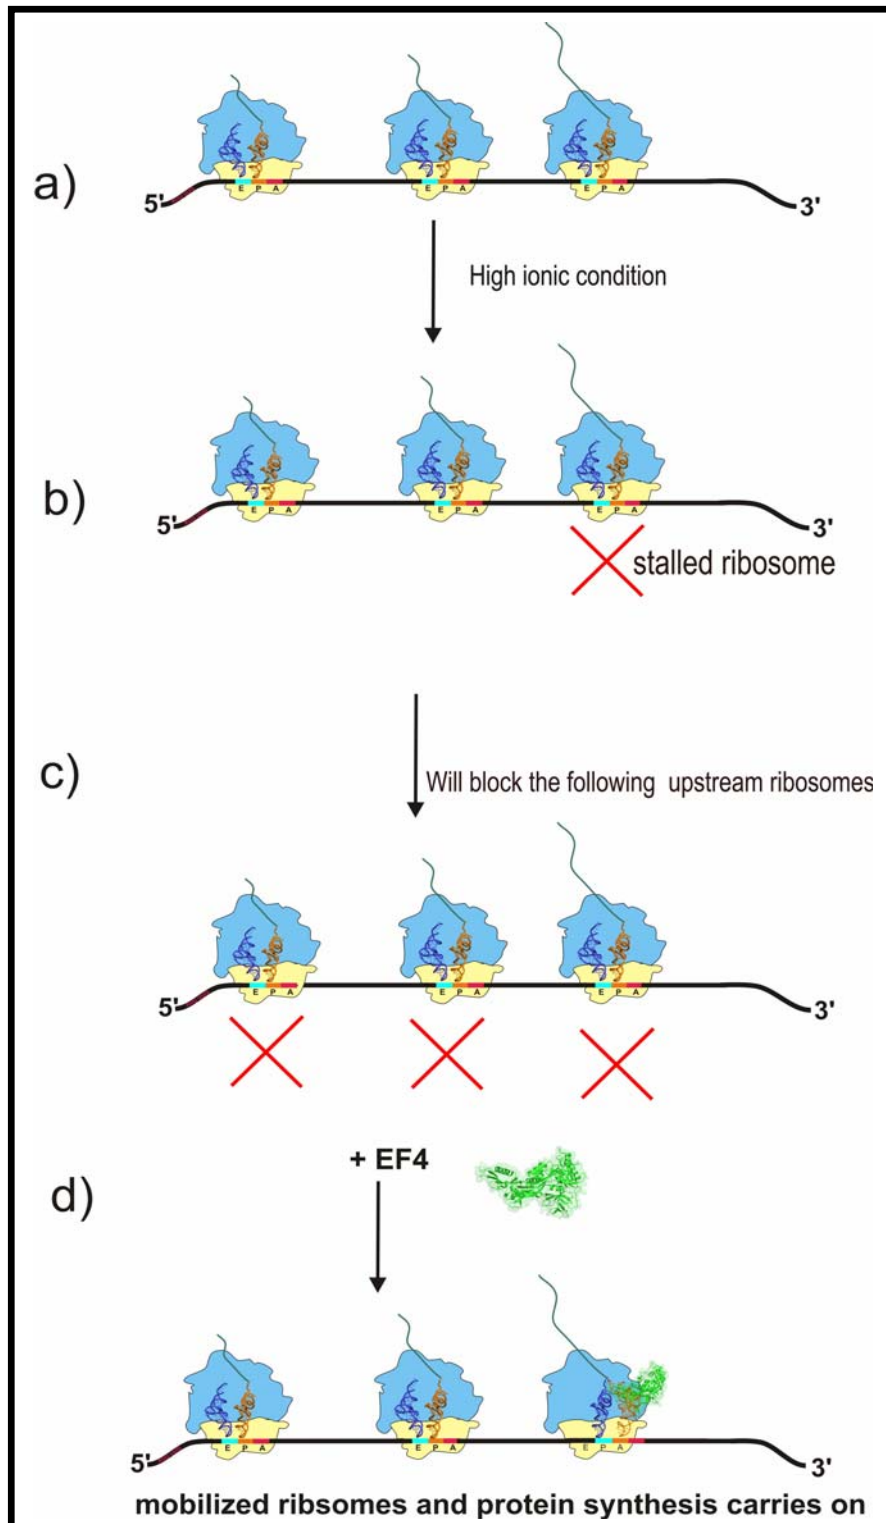 a)
E P A E P A E P A
5' 3'
High ionic condition
b)
E P A E P A E P A
5' 3'
stalled ribosome
c)
Will block the following upstream ribosomes
E P A E P A E P A
5' 3'
+ EF4
d)
E P A E P A E P A
5' 3'
mobilized ribsomes and protein synthesis carries on